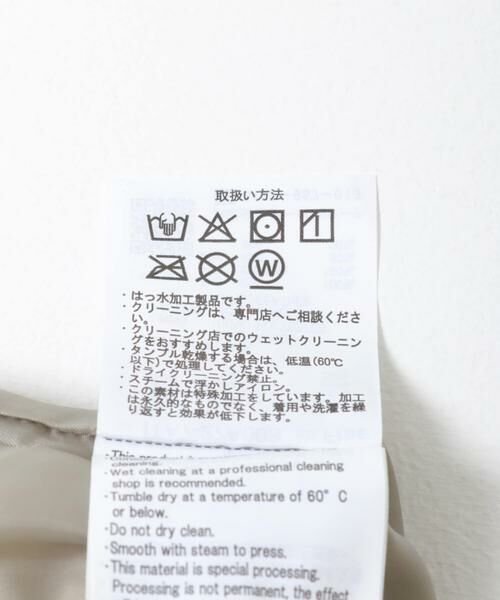 取扱い方法
W
・はっ水加工製品です。
・クリーニングは、専門店へご相談くださ
い。
・クリーニング店でのウェットクリーニン
グをおすすめします。
・タンブル乾燥する場合は、低温(60℃
以下)で処理してください。
・ドライクリーニング禁止。
・スチームで浮かしアイロン。
・この素材は特殊加工をしています。加工
は永久的なものでなく、着用や洗濯を繰
り返すと効果が低下します。
・This product
cleaning.
・Wet cleaning at a professional cleaning
shop is recommended.
・Tumble dry at a temperature of 60° C
or below.
・Do not dry clean.
・Smooth with steam to press.
・This material is special processing.
Processing is not permanent, the effect